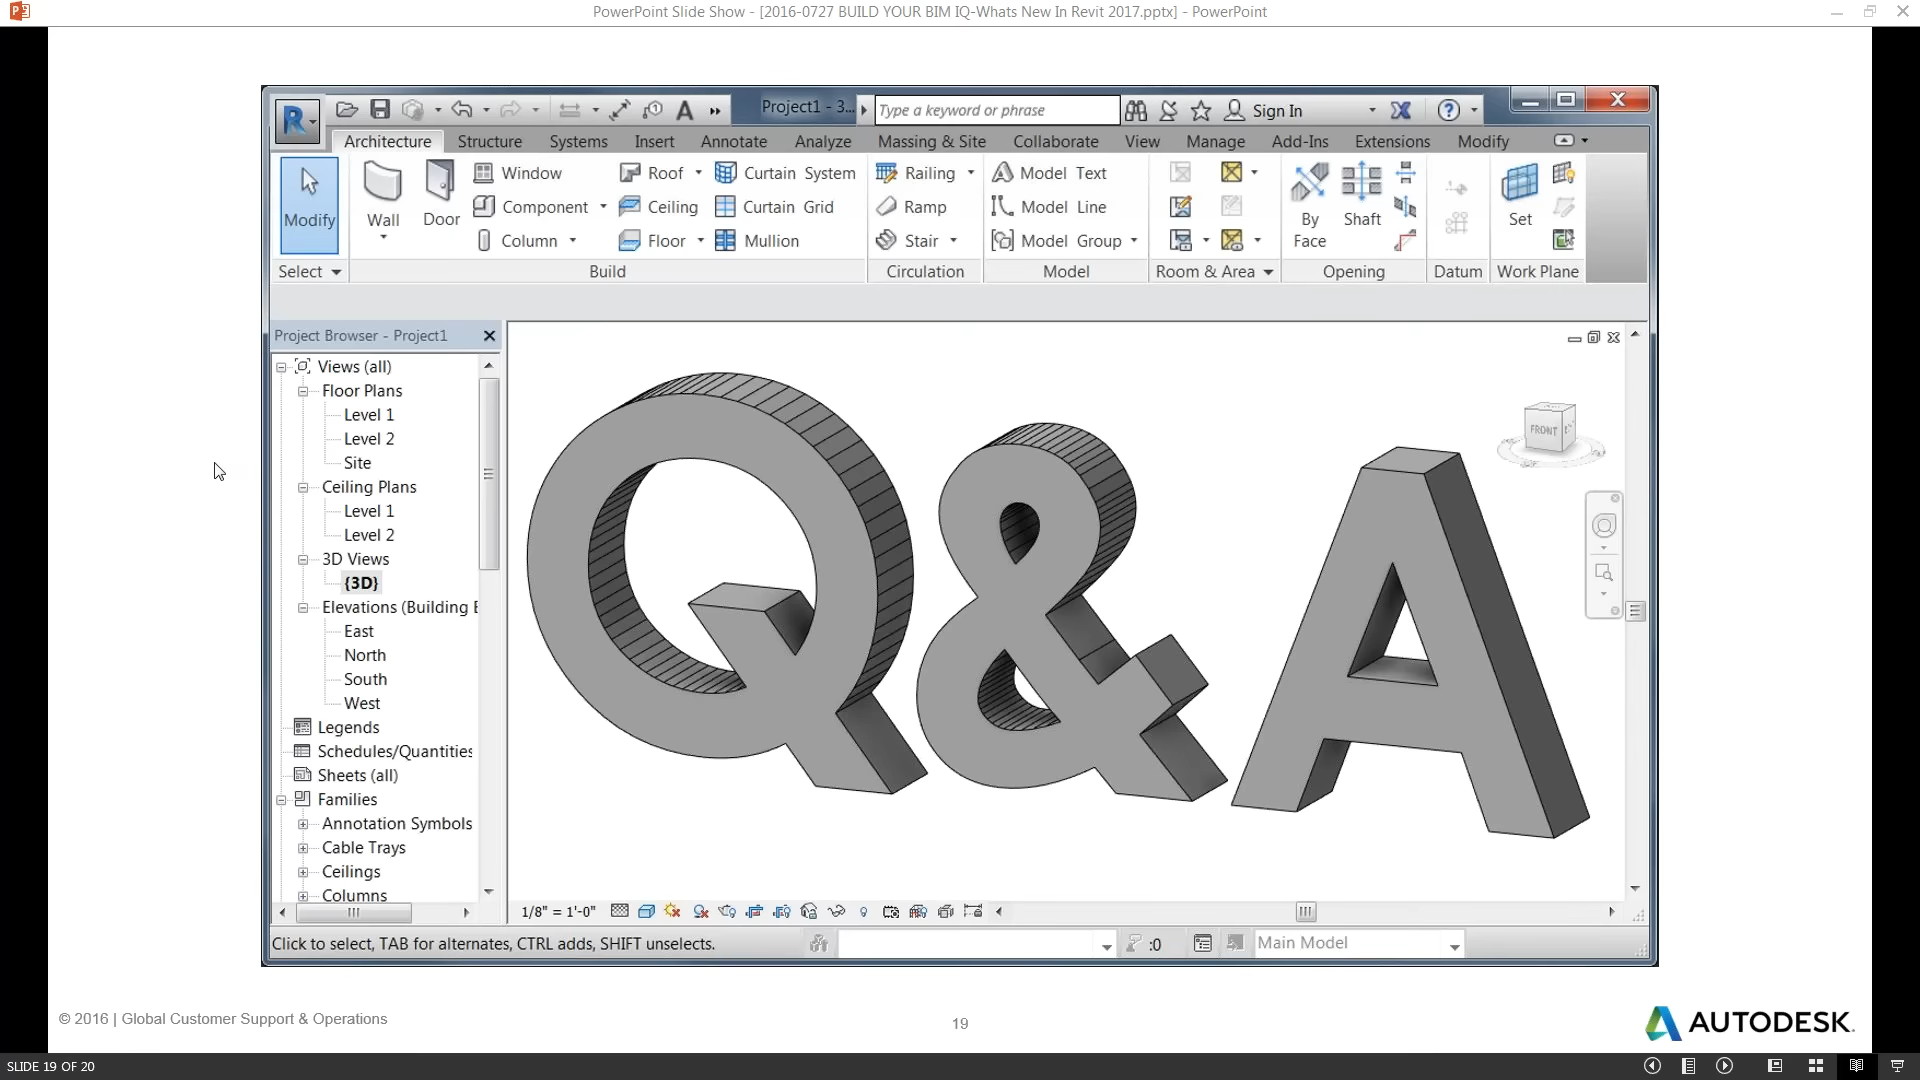 PowerPoint Slide Show - [2016-0727 BUILD YOUR BIM IQ-Whats New In Revit 2017.pptx] - PowerPoint
Project1 - 3...
Type a keyword or phrase
Sign In
Architecture Structure Systems Insert Annotate Analyze Massing & Site Collaborate View Manage Add-Ins Extensions Modify
Window Roof Curtain System Railing Model Text
Modify Wall Door Component Ceiling Curtain Grid Ramp Model Line By Face Shaft Set
Column Floor Mullion Stair Model Group
Select Build Circulation Model Room & Area Opening Datum Work Plane
Project Browser - Project1
Views (all)
Floor Plans
Level 1
Level 2
Site
Ceiling Plans
Level 1
Level 2
3D Views
{3D}
Elevations (Building E
East
North
South
West
Legends
Schedules/Quantities
Sheets (all)
Families
Annotation Symbols
Cable Trays
Ceilings
Columns
Q&A
FRONT
1/8" = 1'-0"
Click to select, TAB for alternates, CTRL adds, SHIFT unselects.
:0
Main Model
© 2016 | Global Customer Support & Operations
19
AUTODESK.
SLIDE 19 OF 20